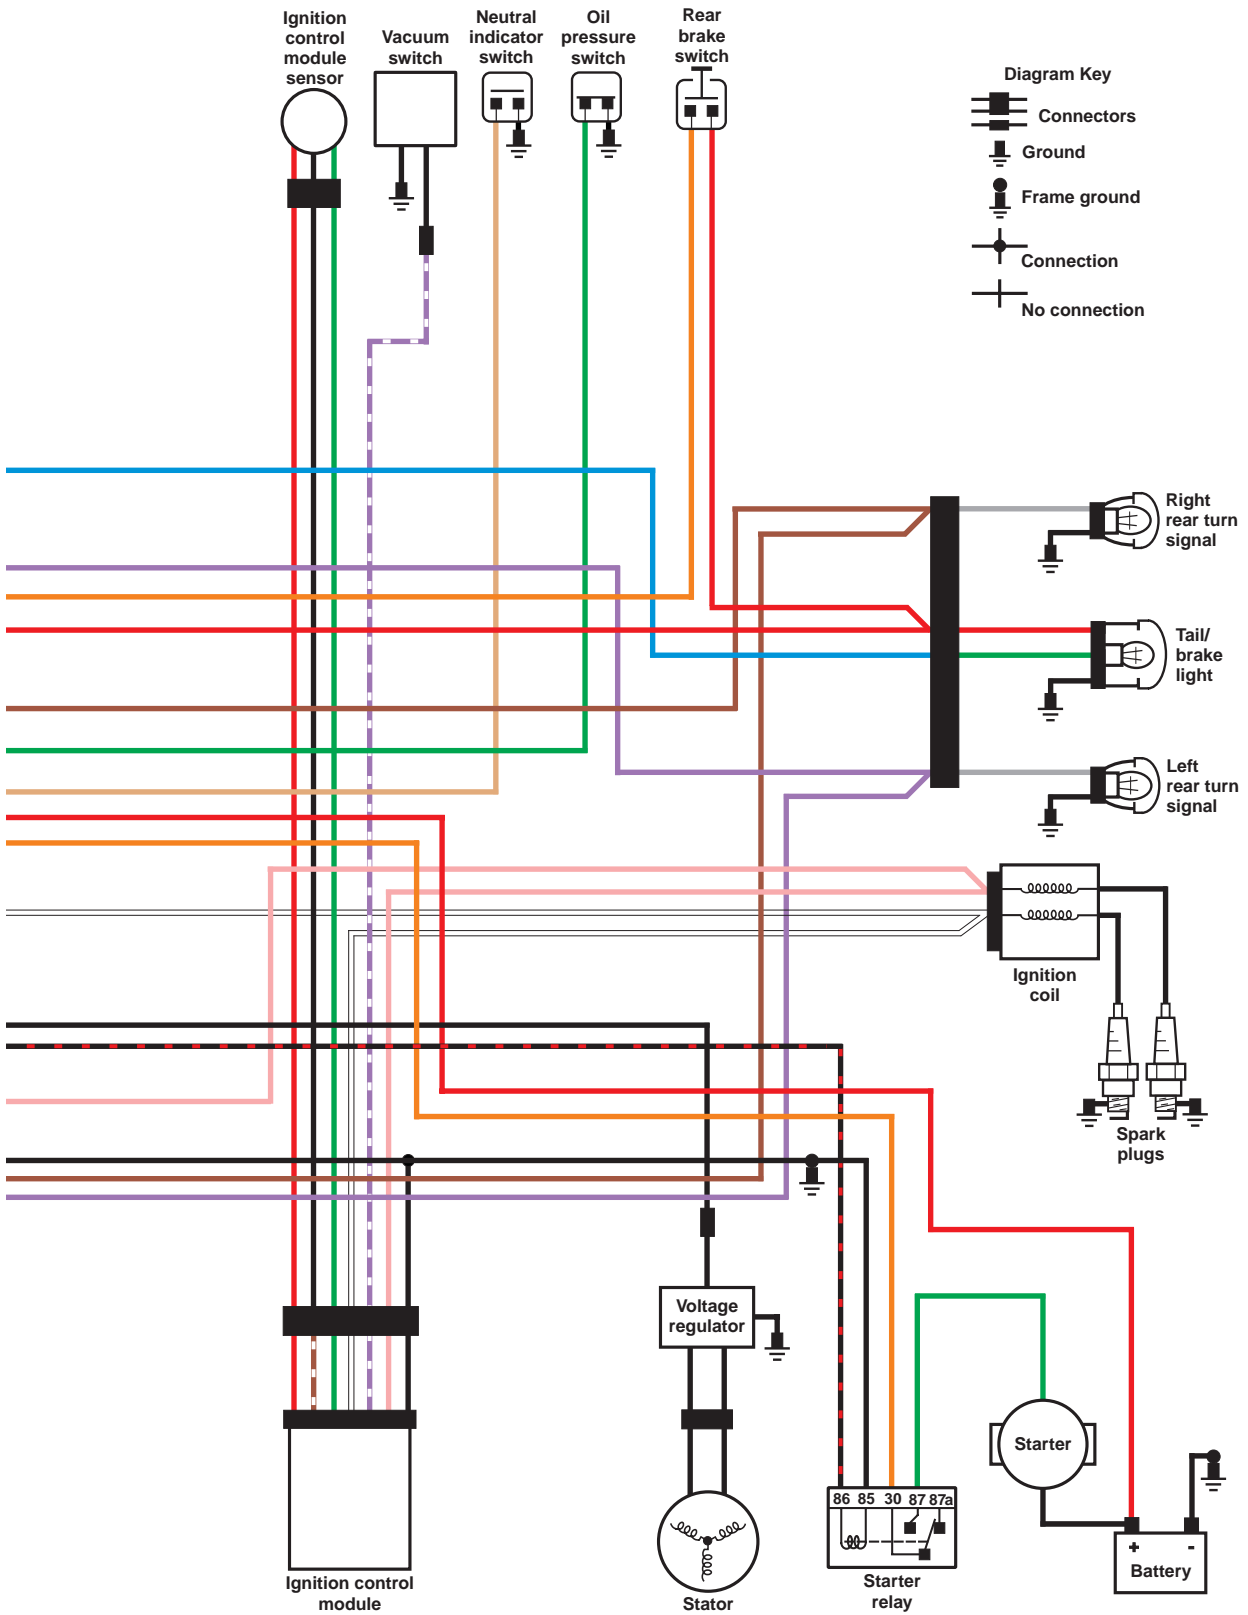 Ignition
control
module
sensor
Vacuum
switch
Neutral
indicator
switch
Oil
pressure
switch
Rear
brake
switch
Diagram Key
Connectors
Ground
Frame ground
Connection
No connection
Right
rear turn
signal
Tail/
brake
light
Left
rear turn
signal
Ignition
coil
Spark
plugs
Voltage
regulator
Starter
86 85 30 87 87a
+ -
Battery
Ignition control
module
Stator
Starter
relay